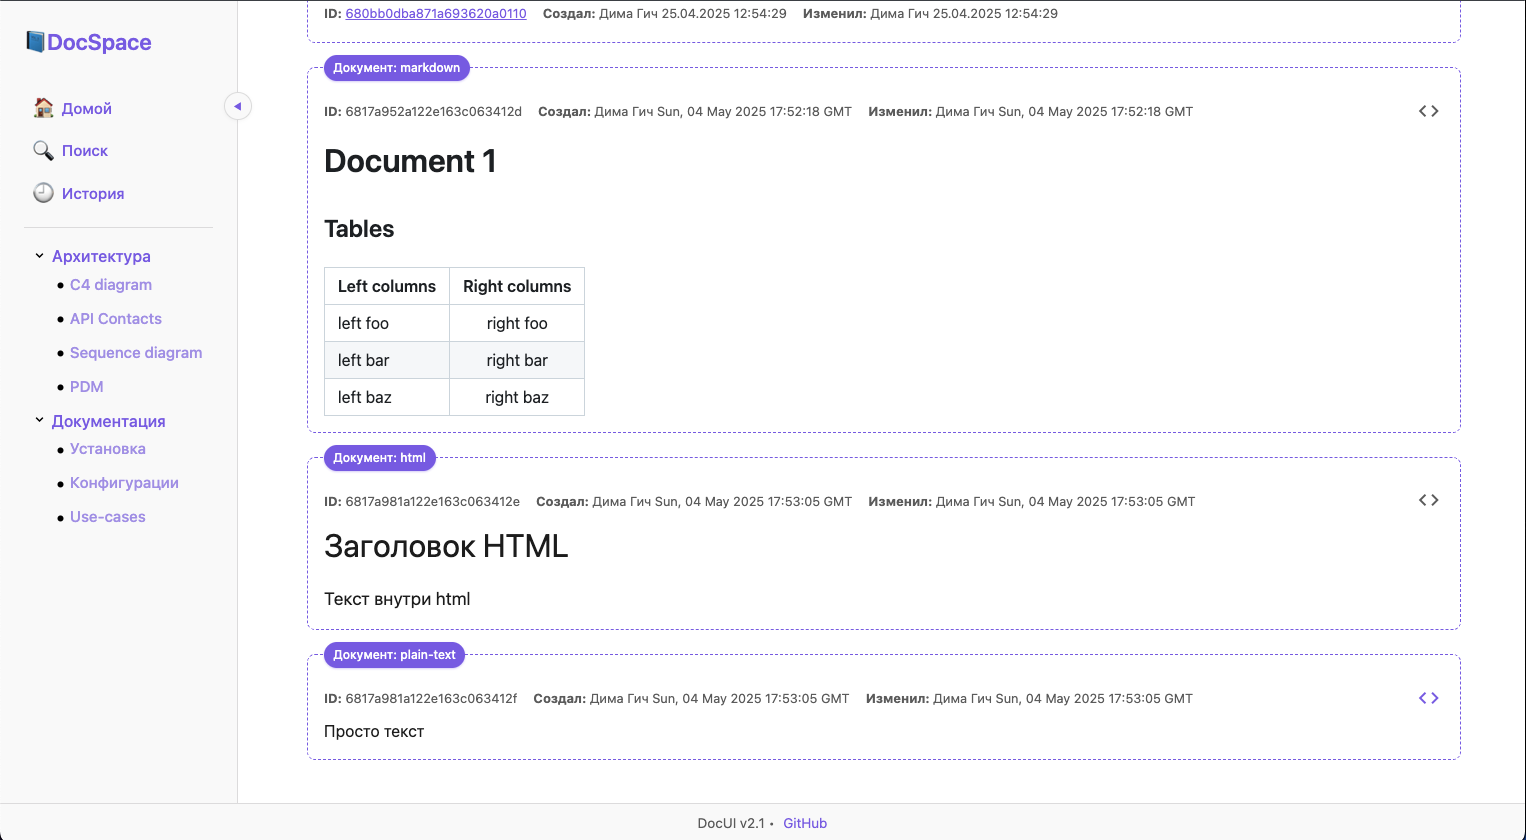 DocSpace
Домой
Поиск
История
Архитектура
C4 diagram
API Contacts
Sequence diagram
PDM
Документация
Установка
Конфигурации
Use-cases
ID: 680bb0dba871a693620a0110 Создал: Дима Гич 25.04.2025 12:54:29 Изменил: Дима Гич 25.04.2025 12:54:29
Документ: markdown
ID: 6817a952a122e163c063412d Создал: Дима Гич Sun, 04 May 2025 17:52:18 GMT Изменил: Дима Гич Sun, 04 May 2025 17:52:18 GMT
Document 1
Tables
Left columns Right columns
left foo right foo
left bar right bar
left baz right baz
Документ: html
ID: 6817a981a122e163c063412e Создал: Дима Гич Sun, 04 May 2025 17:53:05 GMT Изменил: Дима Гич Sun, 04 May 2025 17:53:05 GMT
Заголовок HTML
Текст внутри html
Документ: plain-text
ID: 6817a981a122e163c063412f Создал: Дима Гич Sun, 04 May 2025 17:53:05 GMT Изменил: Дима Гич Sun, 04 May 2025 17:53:05 GMT
Просто текст
DocUI v2.1 • GitHub